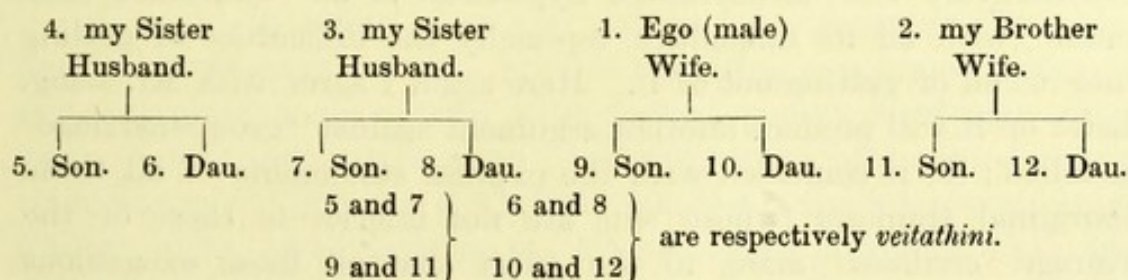 4. my Sister 3. my Sister 1. Ego (male) 2. my Brother
Husband. Husband. Wife. Wife.
5. Son. 6. Dau. 7. Son. 8. Dau. 9. Son. 10. Dau. 11. Son. 12. Dau.
5 and 7 6 and 8
are respectively veitathini.
9 and 11 10 and 12